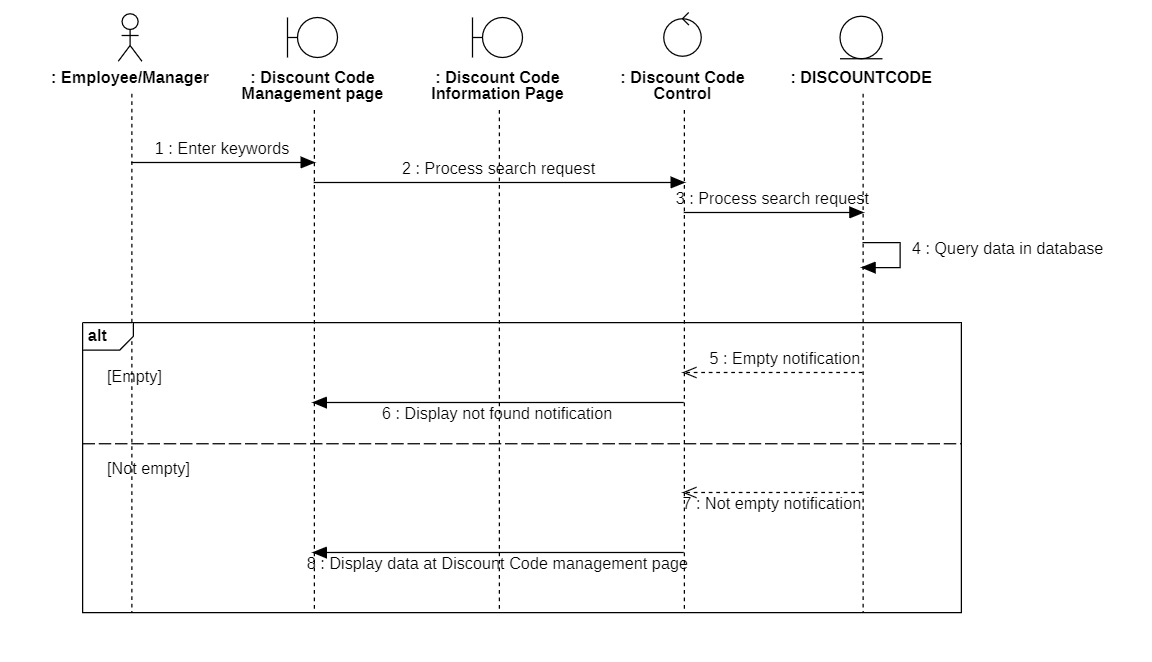 : Employee/Manager
: Discount Code
Management page
: Discount Code
Information Page
: Discount Code
Control
: DISCOUNTCODE
1 : Enter keywords
2 : Process search request
3 : Process search request
4 : Query data in database
alt
5 : Empty notification
[Empty]
6 : Display not found notification
[Not empty]
7 : Not empty notification
8 : Display data at Discount Code management page